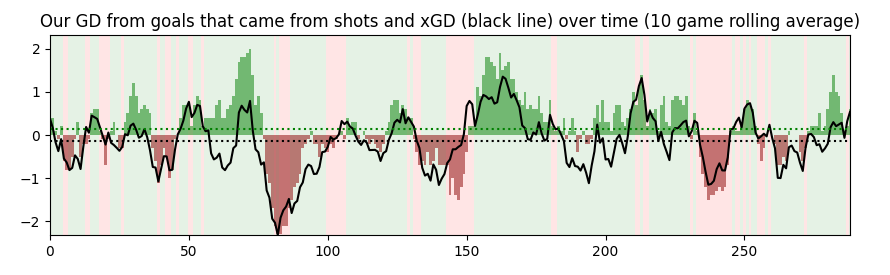 Our GD from goals that came from shots and xGD (black line) over time (10 game rolling average)
2
1
0
−1
−2
0 50 100 150 200 250